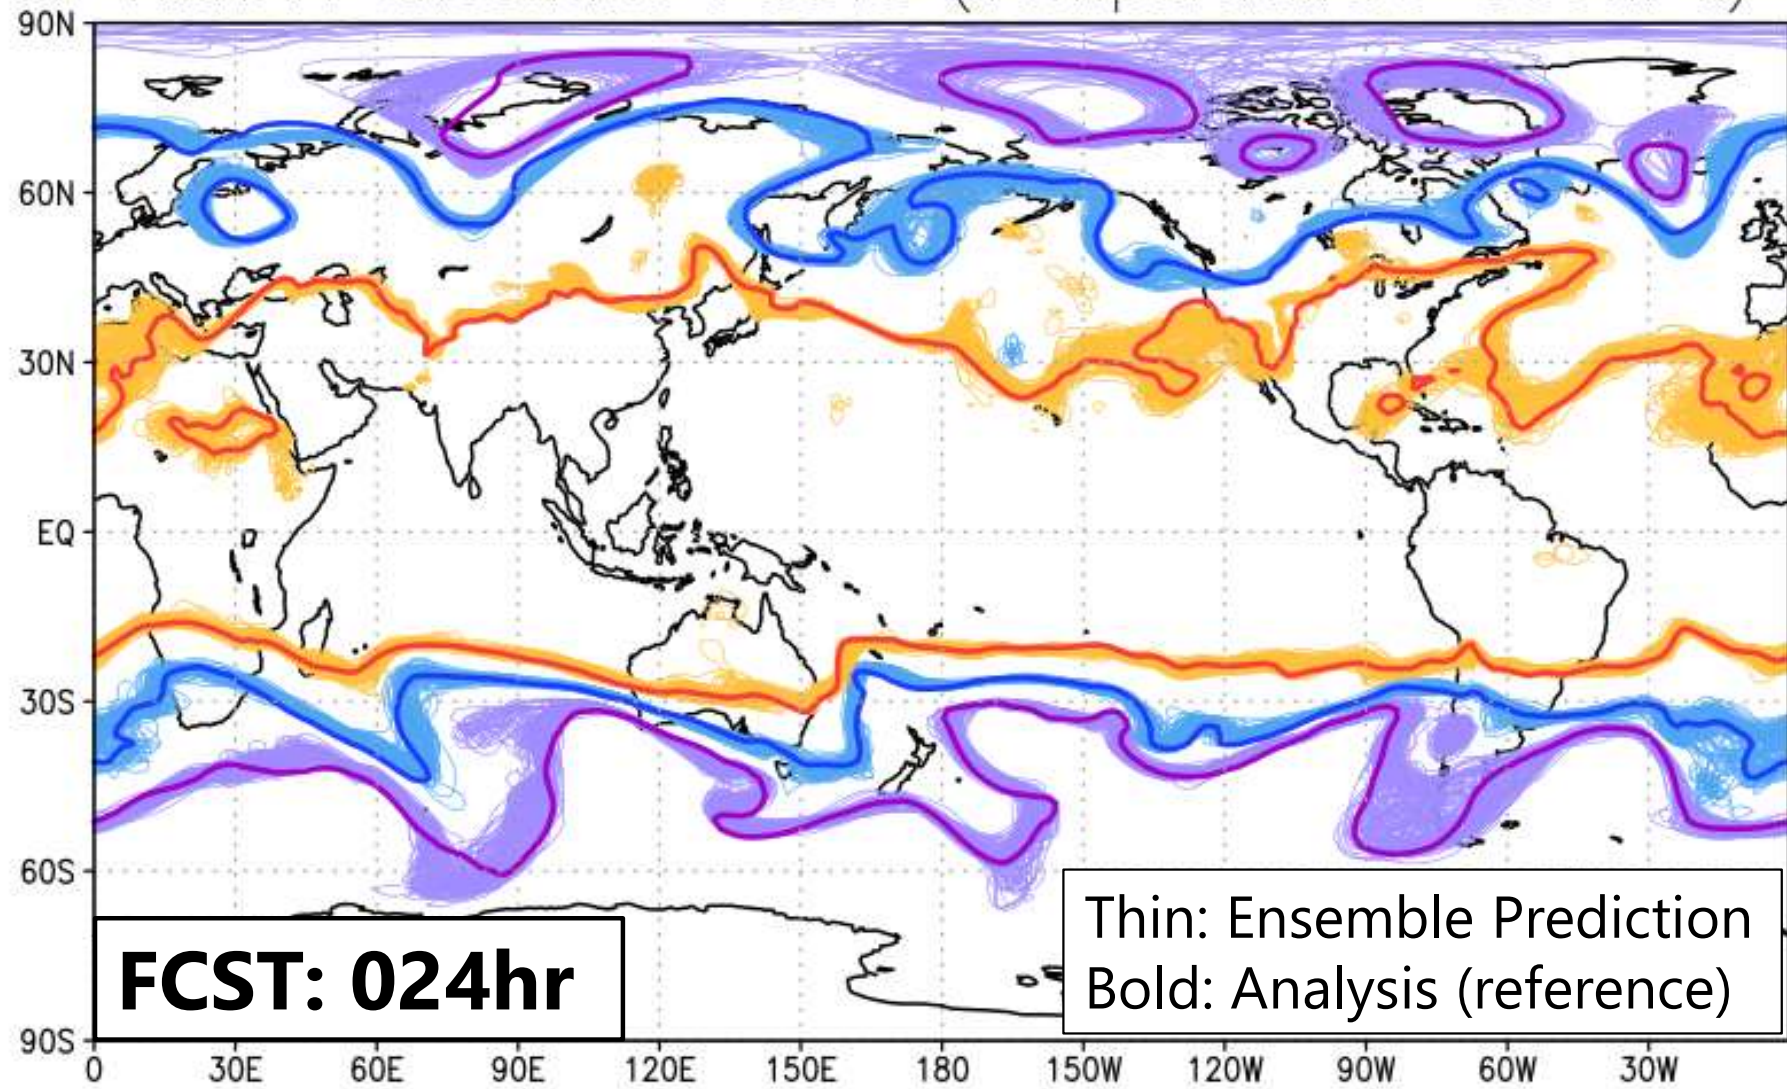 90N
60N
30N
EQ
30S
60S
90S
FCST: 024hr
Thin: Ensemble Prediction
Bold: Analysis (reference)
0 30E 60E 90E 120E 150E 180 150W 120W 90W 60W 30W